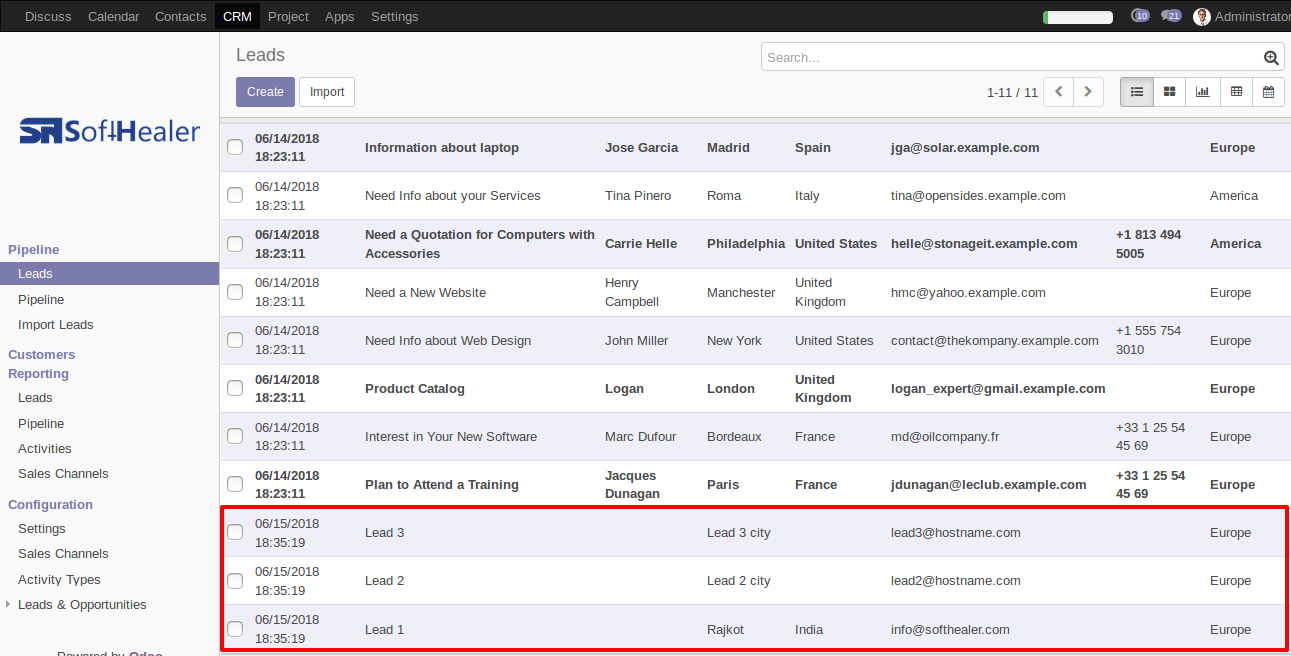 Discuss Calendar Contacts CRM Project Apps Settings 10 21 Administrator
SoftHealer
Pipeline
Leads
Pipeline
Import Leads
Customers
Reporting
Leads
Pipeline
Activities
Sales Channels
Configuration
Settings
Sales Channels
Activity Types
Leads & Opportunities
Powered by Odoo
Leads
Search...
Create Import
1-11 / 11
06/14/2018
18:23:11 Information about laptop Jose Garcia Madrid Spain jga@solar.example.com Europe
06/14/2018
18:23:11 Need Info about your Services Tina Pinero Roma Italy tina@opensides.example.com America
06/14/2018 Need a Quotation for Computers with +1 813 494
18:23:11 Accessories Carrie Helle Philadelphia United States helle@stonageit.example.com 5005 America
06/14/2018 Henry United
18:23:11 Need a New Website Campbell Manchester Kingdom hmc@yahoo.example.com Europe
06/14/2018 +1 555 754
18:23:11 Need Info about Web Design John Miller New York United States contact@thekompany.example.com 3010 Europe
06/14/2018 United
18:23:11 Product Catalog Logan London Kingdom logan_expert@gmail.example.com Europe
06/14/2018 +33 1 25 54
18:23:11 Interest in Your New Software Marc Dufour Bordeaux France md@oilcompany.fr 45 69 Europe
06/14/2018 Jacques +33 1 25 54
18:23:11 Plan to Attend a Training Dunagan Paris France jdunagan@leclub.example.com 45 69 Europe
06/15/2018
18:35:19 Lead 3 Lead 3 city lead3@hostname.com Europe
06/15/2018
18:35:19 Lead 2 Lead 2 city lead2@hostname.com Europe
06/15/2018
18:35:19 Lead 1 Rajkot India info@softhealer.com Europe